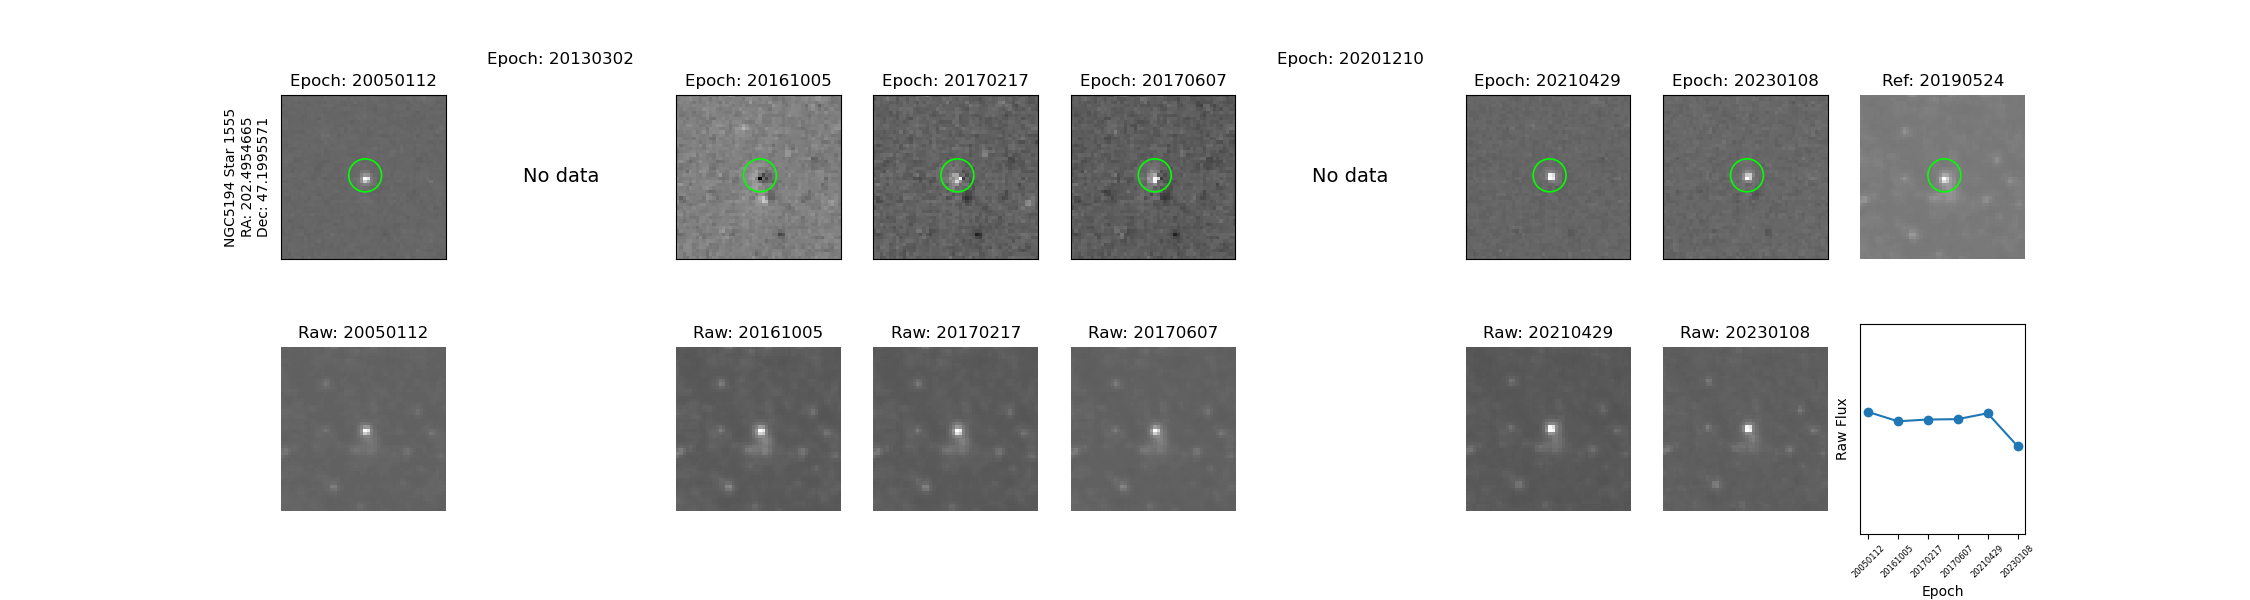 Epoch: 20130302
Epoch: 20201210
Epoch: 20050112
Epoch: 20161005
Epoch: 20170217
Epoch: 20170607
Epoch: 20210429
Epoch: 20230108
Ref: 20190524
NGC5194 Star 1555
RA: 202.4954665
Dec: 47.19955571
No data
No data
Raw: 20050112
Raw: 20161005
Raw: 20170217
Raw: 20170607
Raw: 20210429
Raw: 20230108
Raw Flux
20050112
20161005
20170217
20170607
20210429
20230108
Epoch